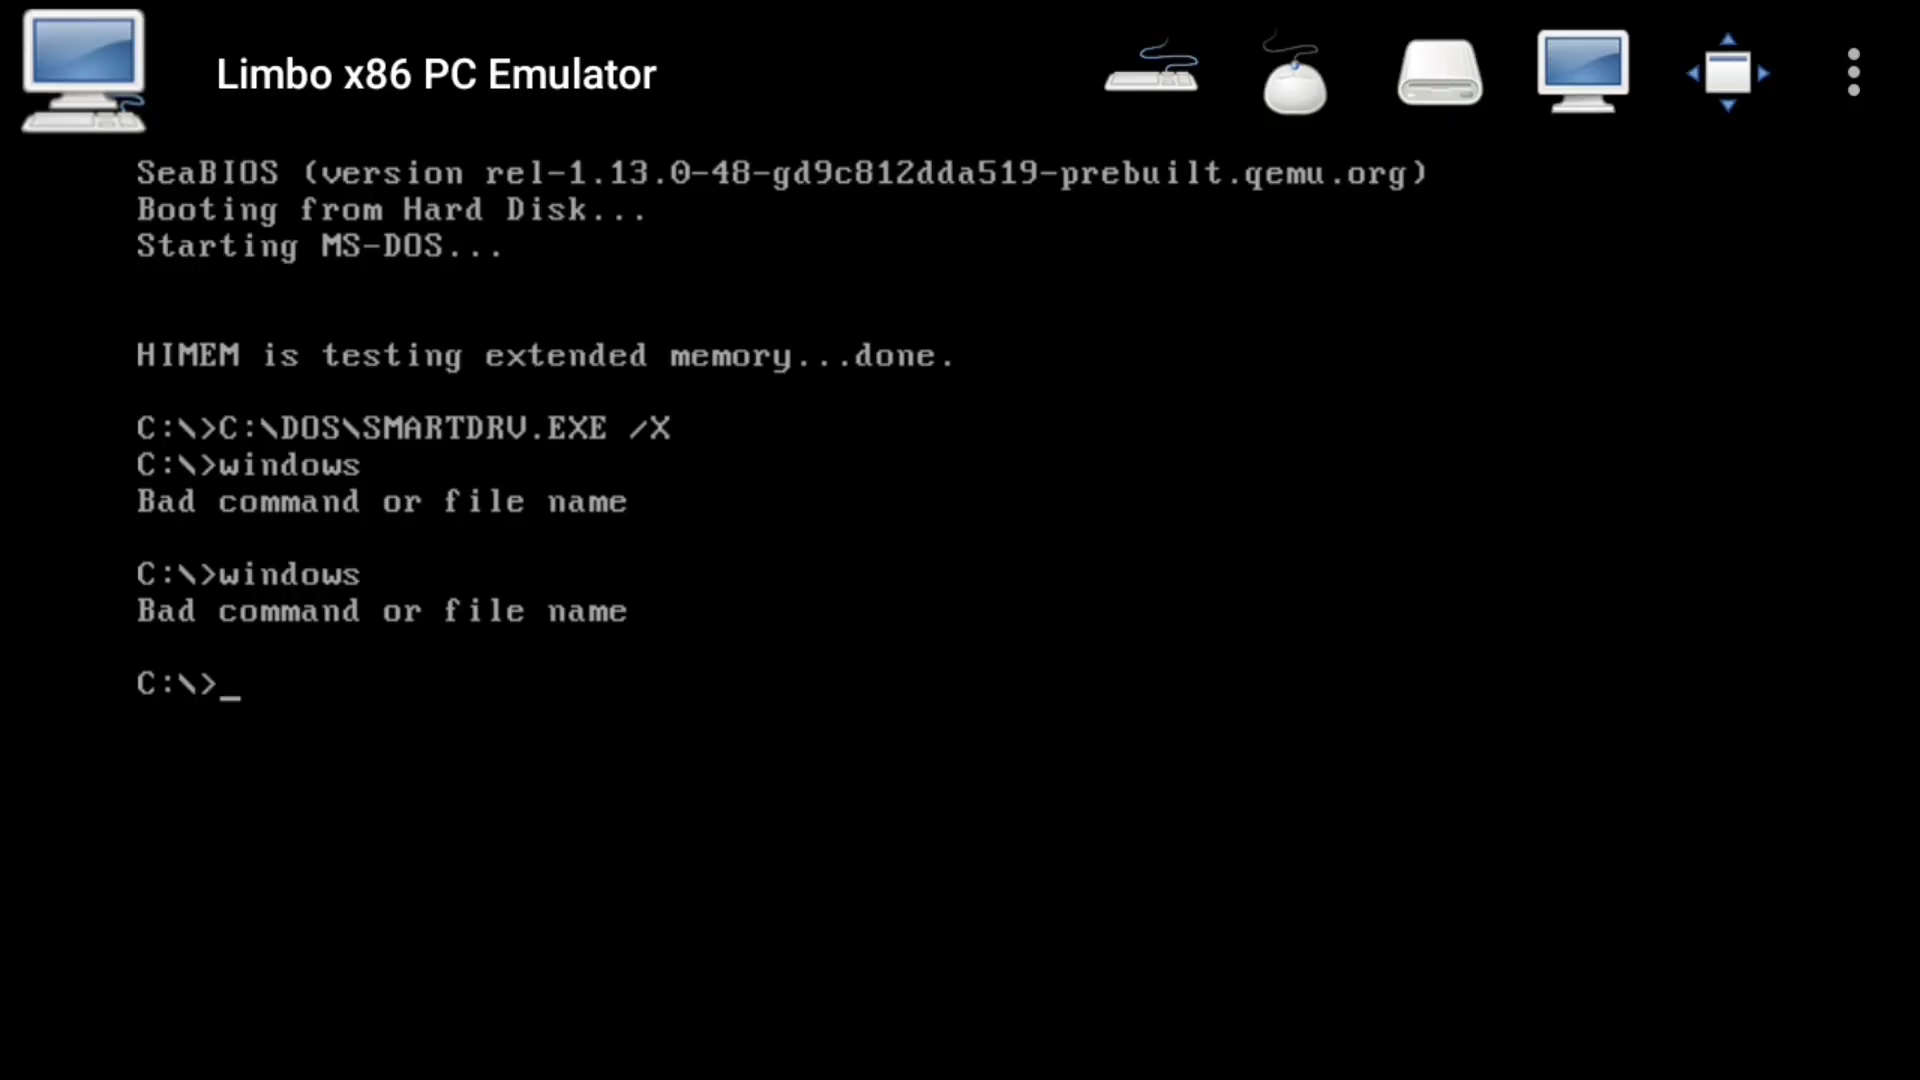 Limbo x86 PC Emulator
SeaBIOS (version rel-1.13.0-48-gd9c812dda519-prebuilt.qemu.org)
Booting from Hard Disk...
Starting MS-DOS...
HIMEM is testing extended memory...done.
C:\>C:\DOS\SMARTDRV.EXE /X
C:\>windows
Bad command or file name
C:\>windows
Bad command or file name
C:\>_